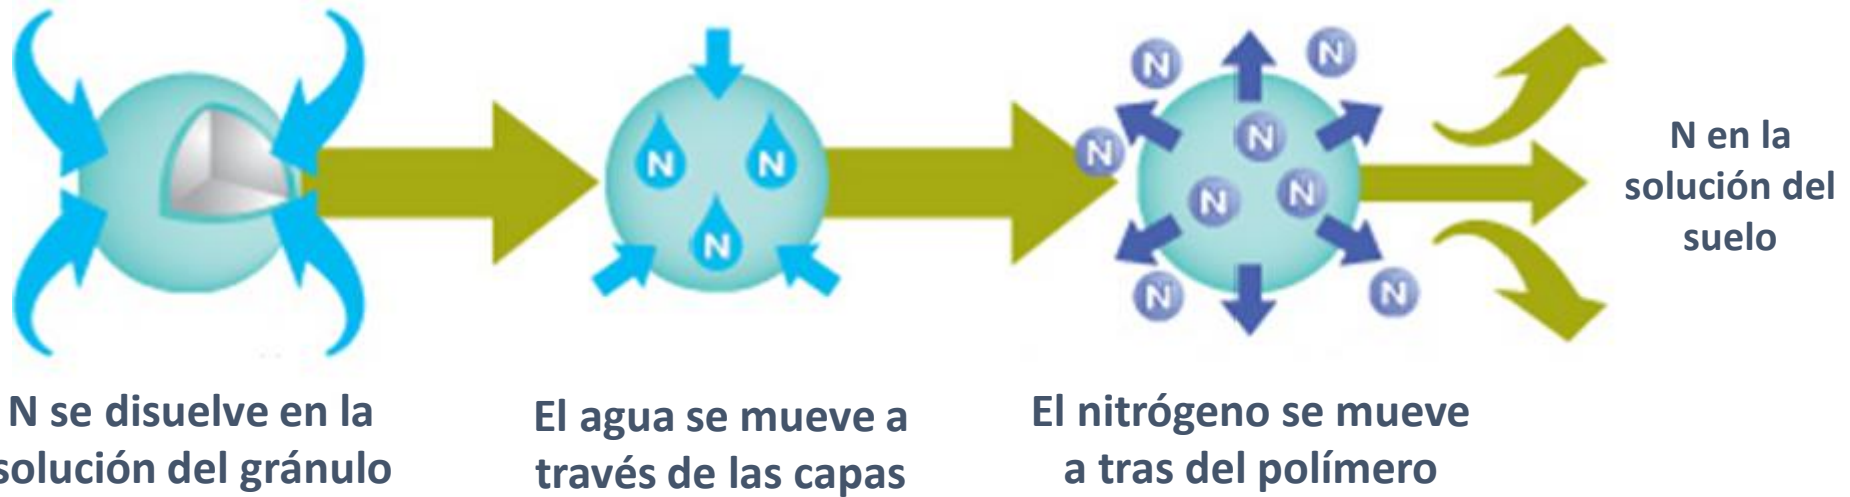 N
N
N
N
N
N
N
N
N
N
N
N en la
solución del
suelo
N se disuelve en la
solución del gránulo
El agua se mueve a
través de las capas
El nitrógeno se mueve
a tras del polímero